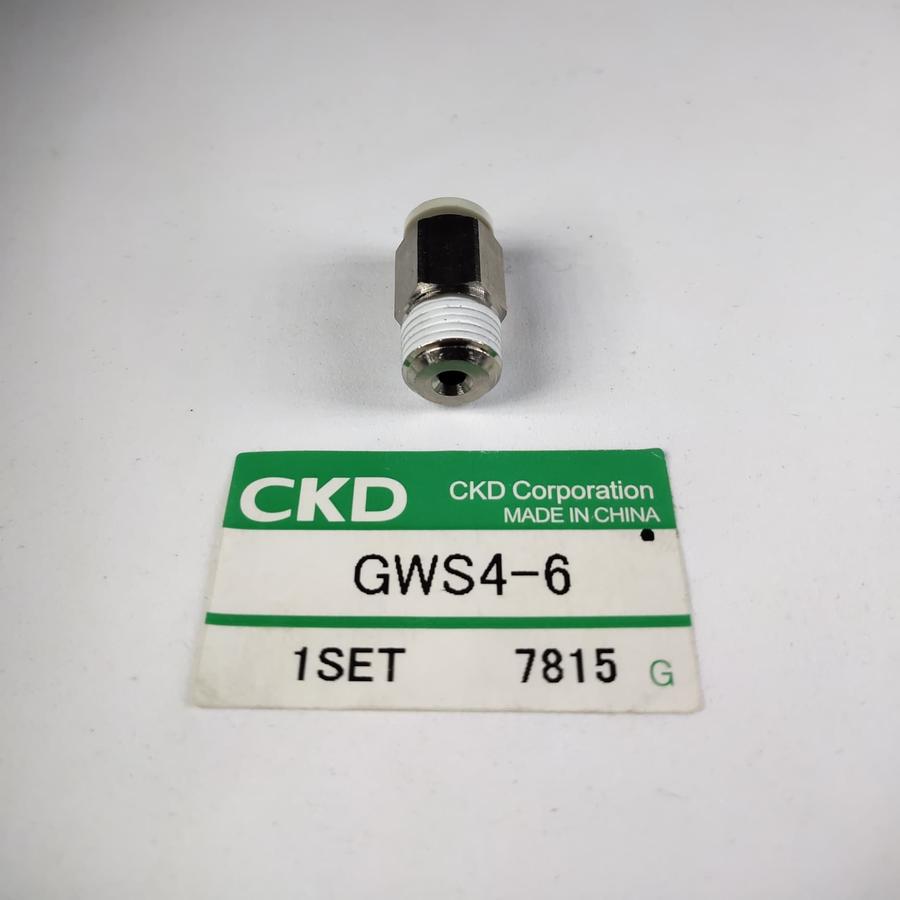 CKD CKD Corporation
MADE IN CHINA
GWS4-6
1SET 7815 G